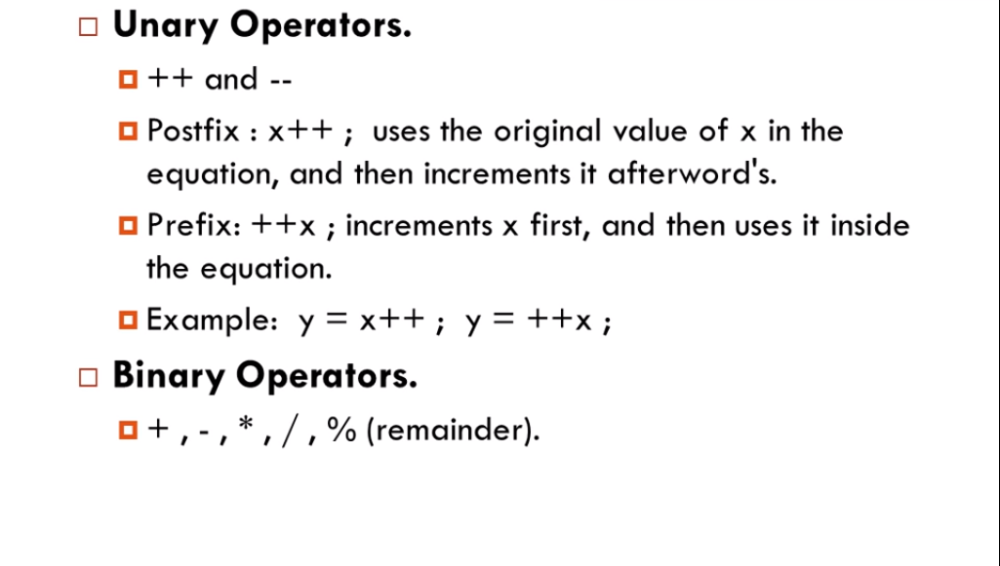 Unary Operators.
++ and --
Postfix : x++ ; uses the original value of x in the
equation, and then increments it afterword's.
Prefix: ++x ; increments x first, and then uses it inside
the equation.
Example: y = x++ ; y = ++x ;
Binary Operators.
+ , - , * , / , % (remainder).